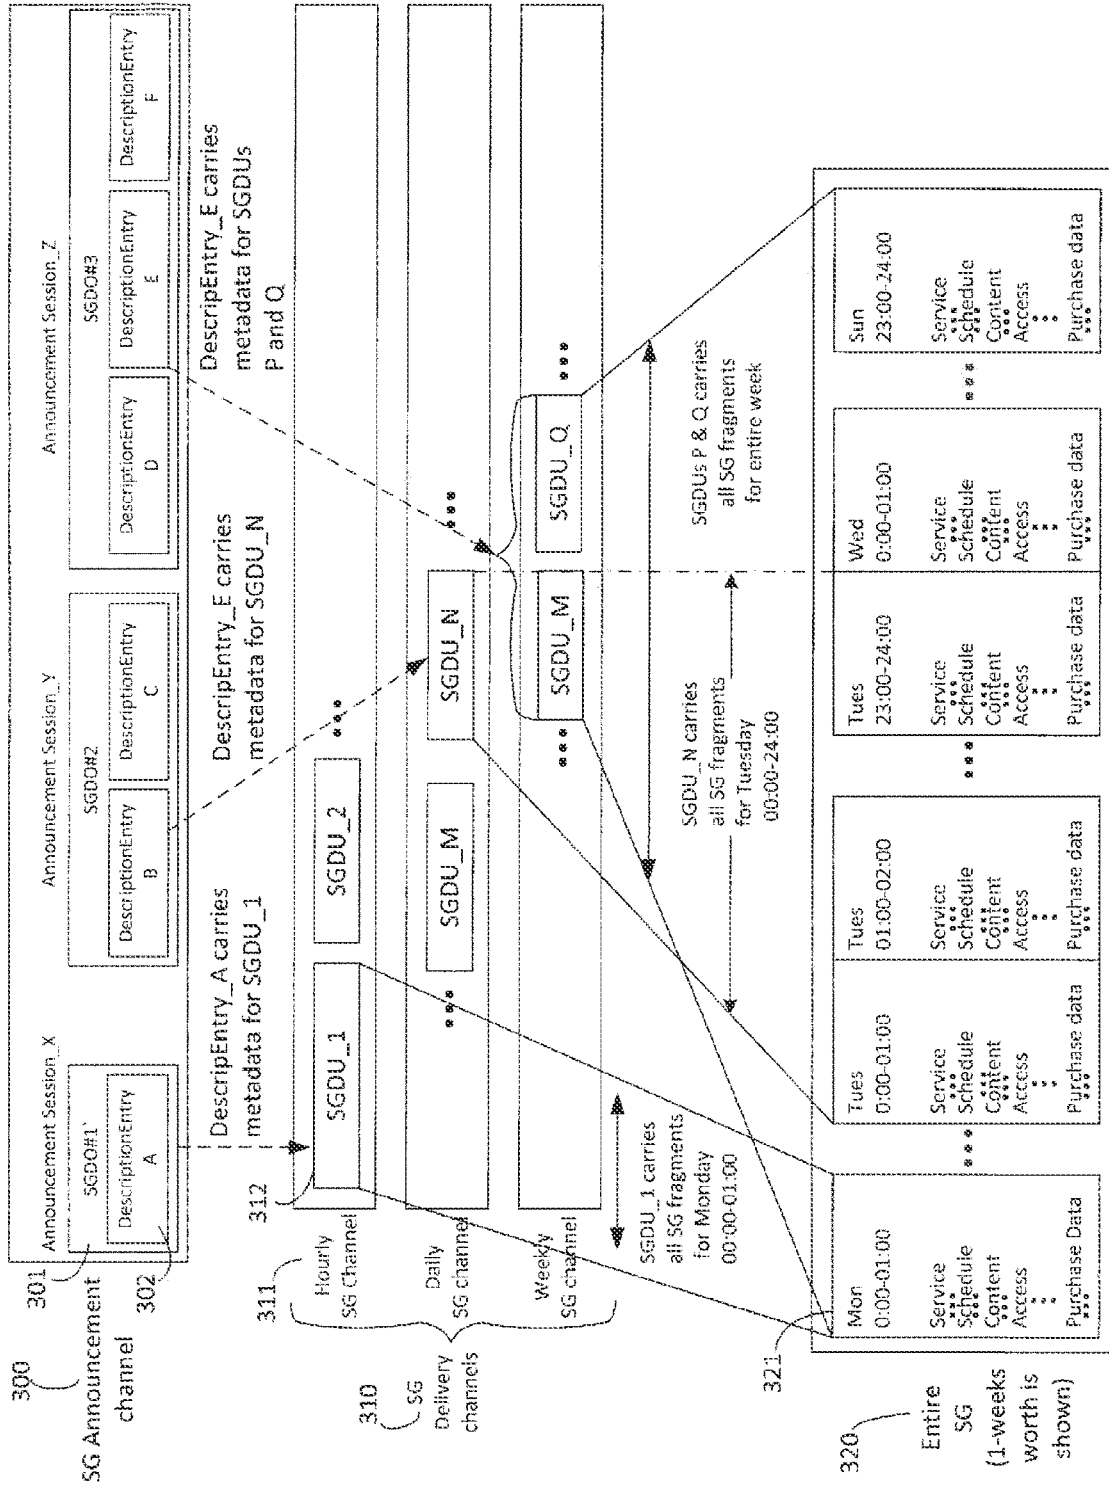 300
SG Announcement
channel
301
302
Announcement Session_X
SGDO#1
DescriptionEntry
A
Announcement Session_Y
SGDO#2
DescriptionEntry
B
DescriptionEntry
C
Announcement Session_Z
SGDO#3
DescriptionEntry
D
DescriptionEntry
E
DescriptionEntry
F
DescripEntry_A carries
metadata for SGDU_1
DescripEntry_E carries
metadata for SGDU_N
DescripEntry_E carries
metadata for SGDUs
P and Q
310
SG
Delivery
channels
311
312
Hourly
SG Channel
SGDU_1
SGDU_2
Daily
SG channel
SGDU_M
SGDU_N
Weekly
SG channel
SGDU_M
SGDU_Q
SGDU_1 carries
all SG fragments
for Monday
00:00-01:00
SGDU_N carries
all SG fragments
for Tuesday
00:00-24:00
SGDUs P & Q carries
all SG fragments
for entire week
320
Entire
SG
(1-weeks
worth is
shown)
321
Mon
0:00-01:00
Service
Schedule
Content
Access
Purchase Data
Tues
0:00-01:00
Service
Schedule
Content
Access
Purchase data
Tues
01:00-02:00
Service
Schedule
Content
Access
Purchase data
Tues
23:00-24:00
Service
Schedule
Content
Access
Purchase data
Wed
0:00-01:00
Service
Schedule
Content
Access
Purchase data
Sun
23:00-24:00
Service
Schedule
Content
Access
Purchase data